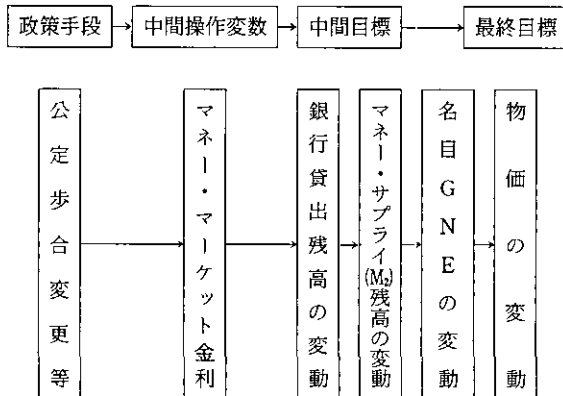 政策手段
中間操作変数
中間目標
最終目標
公定歩合変更等
マネー・マーケット金利
銀行貸出残高の変動
マネー・サプライ(M₂)残高の変動
名目GNEの変動
物価の変動